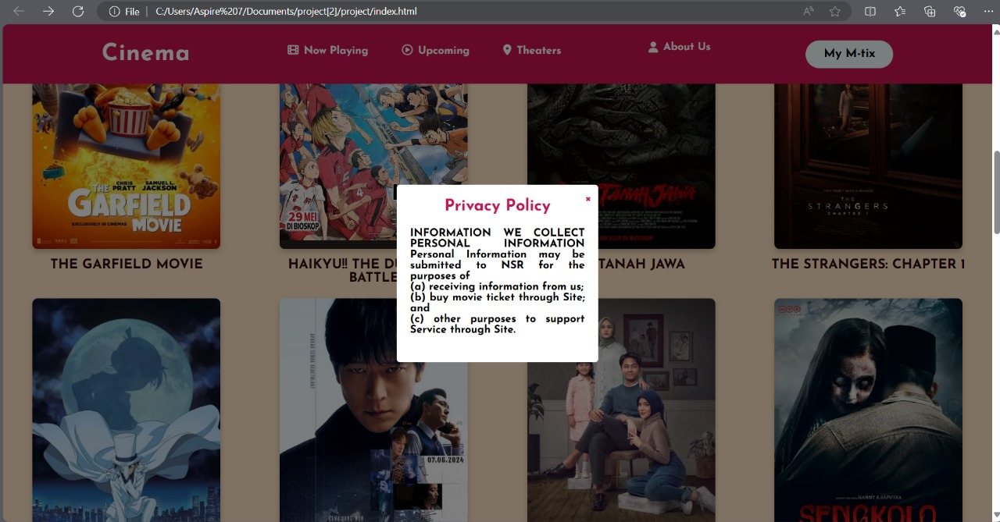 File
C:/Users/Aspire%207/Documents/project[2]/project/index.html
Cinema
Now Playing
Upcoming
Theaters
About Us
My M-tix
CHRIS PRATT
SAMUEL L. JACKSON
THE GARFIELD MOVIE
EXCLUSIVELY IN CINEMAS
29 MEI
DI BIOSKOP
TANAH JAWA
THE STRANGERS
CHAPTER 1
THE GARFIELD MOVIE
HAIKYU!! THE DU
BATTLE
TANAH JAWA
THE STRANGERS: CHAPTER 1
Privacy Policy
INFORMATION WE COLLECT
PERSONAL INFORMATION
Personal Information may be
submitted to NSR for the
purposes of
(a) receiving information from us;
(b) buy movie ticket through Site;
and
(c) other purposes to support
Service through Site.
07.06.2024
HANNY R.SAPUTRA
SENGKOLO